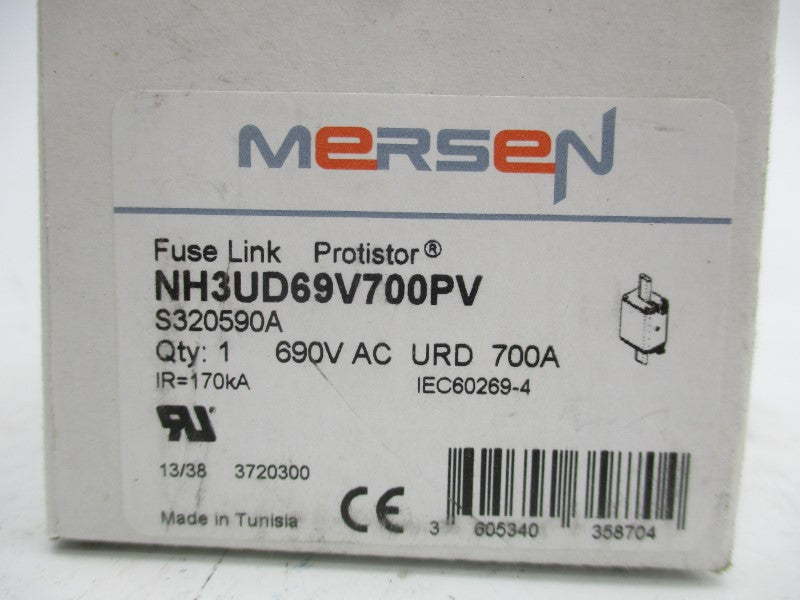 MERSEN
Fuse Link Protistor®
NH3UD69V700PV
S320590A
Qty: 1 690V AC URD 700A
IR=170kA IEC60269-4
13/38 3720300
Made in Tunisia CE
3 605340 358704